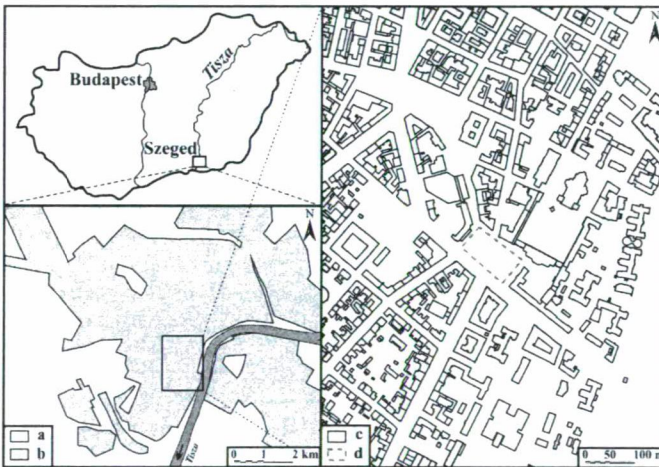 Budapest
Tisza
Szeged
N
a
b
Tisza
0 1 2 km
N
c
d
0 50 100 m